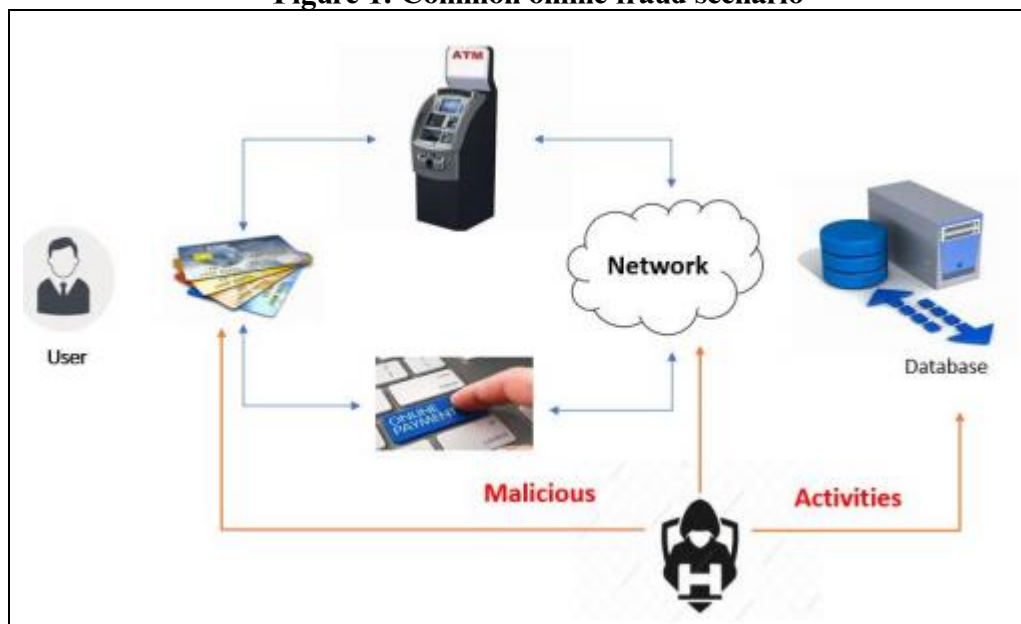 Figure 1: Common online fraud scenario
ATM
Network
User
Database
ONLINE
PAYMENT
Malicious Activities